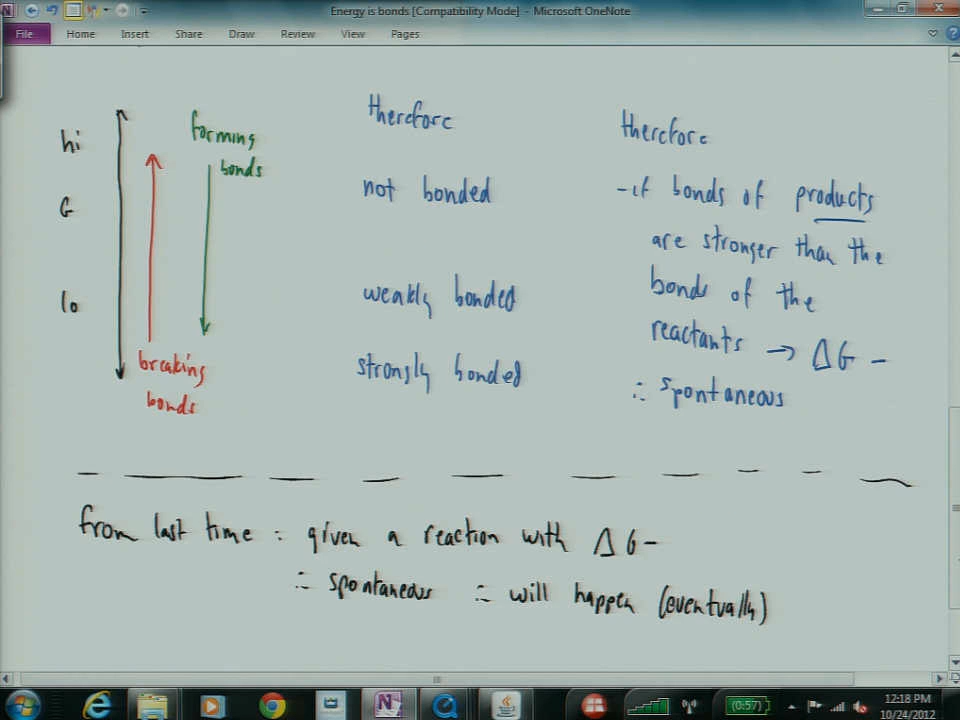 Energy is bonds [Compatibility Mode] - Microsoft OneNote
File Home Insert Share Draw Review View Pages
hi
G
lo
forming
bonds
breaking
bonds
therefore
not bonded
weakly bonded
strongly bonded
therefore
-if bonds of products
are stronger than the
bonds of the
reactants → ΔG -
∴ spontaneous
from last time : given a reaction with ΔG-
∴ spontaneous ∴ will happen (eventually)
(0:57)
12:18 PM
10/24/2012